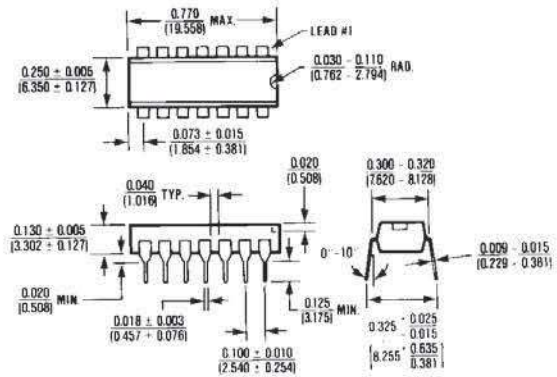 0.770
(19.558) MAX.
LEAD #1
0.250 ± 0.005
(6.350 ± 0.127)
0.030 - 0.110
(0.762 - 2.794) RAD.
0.073 ± 0.015
(1.854 ± 0.381)
0.040
(1.016) TYP.
0.020
(0.508)
0.300 - 0.320
(7.620 - 8.128)
0.130 ± 0.005
(3.302 ± 0.127)
0°-10°
0.009 - 0.015
(0.229 - 0.381)
0.020
(0.508) MIN.
0.018 ± 0.003
(0.457 ± 0.076)
0.125
(3.175) MIN.
0.100 ± 0.010
(2.540 ± 0.254)
0.325
0.025
0.015
8.255
0.635
0.381